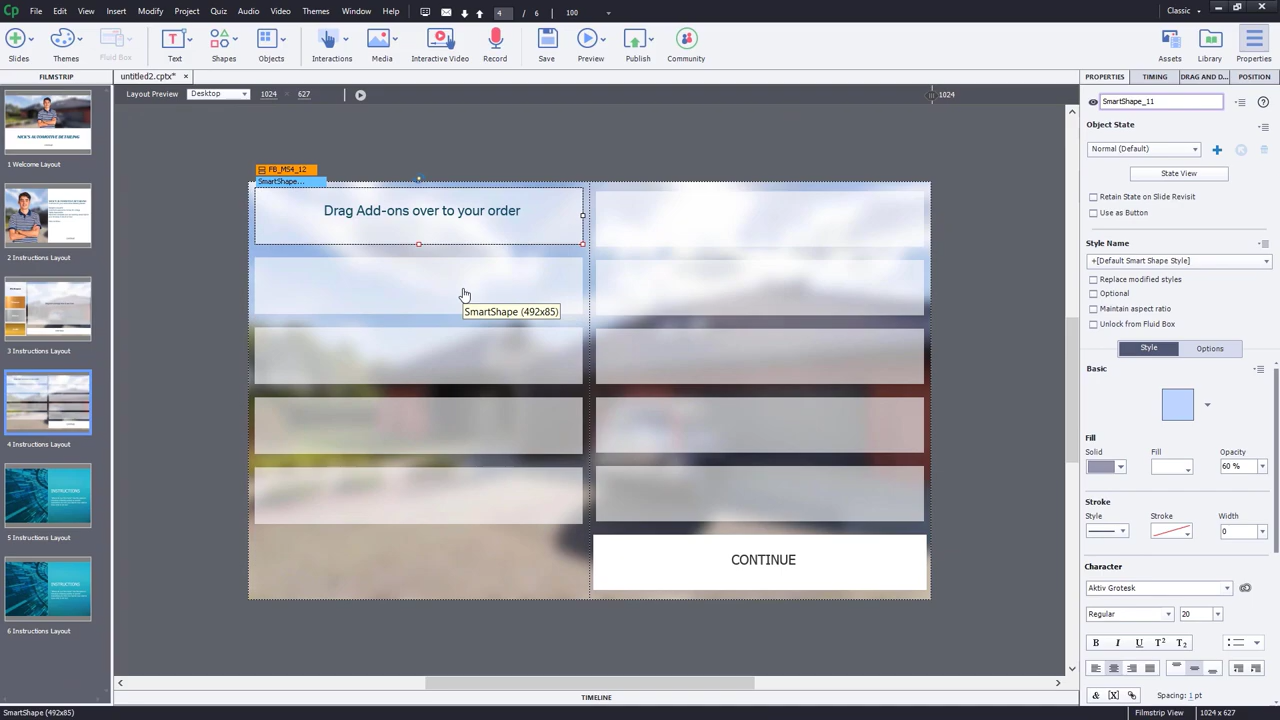 Cp File Edit View Insert Modify Project Quiz Audio Video Themes Window Help 4 / 6 100 Classic
Slides Themes Fluid Box Text Shapes Objects Interactions Media Interactive Video Record Save Preview Publish Community Assets Library Properties
FILMSTRIP untitled2.cptx* × PROPERTIES TIMING DRAG AND D... POSITION
Layout Preview Desktop 1024 × 627 1024
SmartShape_11
Object State
Normal (Default)
State View
Retain State on Slide Revisit
Use as Button
Style Name
+[Default Smart Shape Style]
Replace modified styles
Optional
Maintain aspect ratio
Unlock from Fluid Box
Style Options
Basic
Fill
Solid Fill Opacity
60 %
Stroke
Style Stroke Width
0
Character
Aktiv Grotesk
Regular 20
B I U T² T₂
Spacing: 1 pt
1 Welcome Layout
2 Instructions Layout
3 Instructions Layout
4 Instructions Layout
INSTRUCTIONS
5 Instructions Layout
INSTRUCTIONS
6 Instructions Layout
FB_MS4_12
SmartShape...
Drag Add-ons over to your order
SmartShape (492x85)
CONTINUE
TIMELINE
SmartShape (492x85) Filmstrip View 1024 x 627